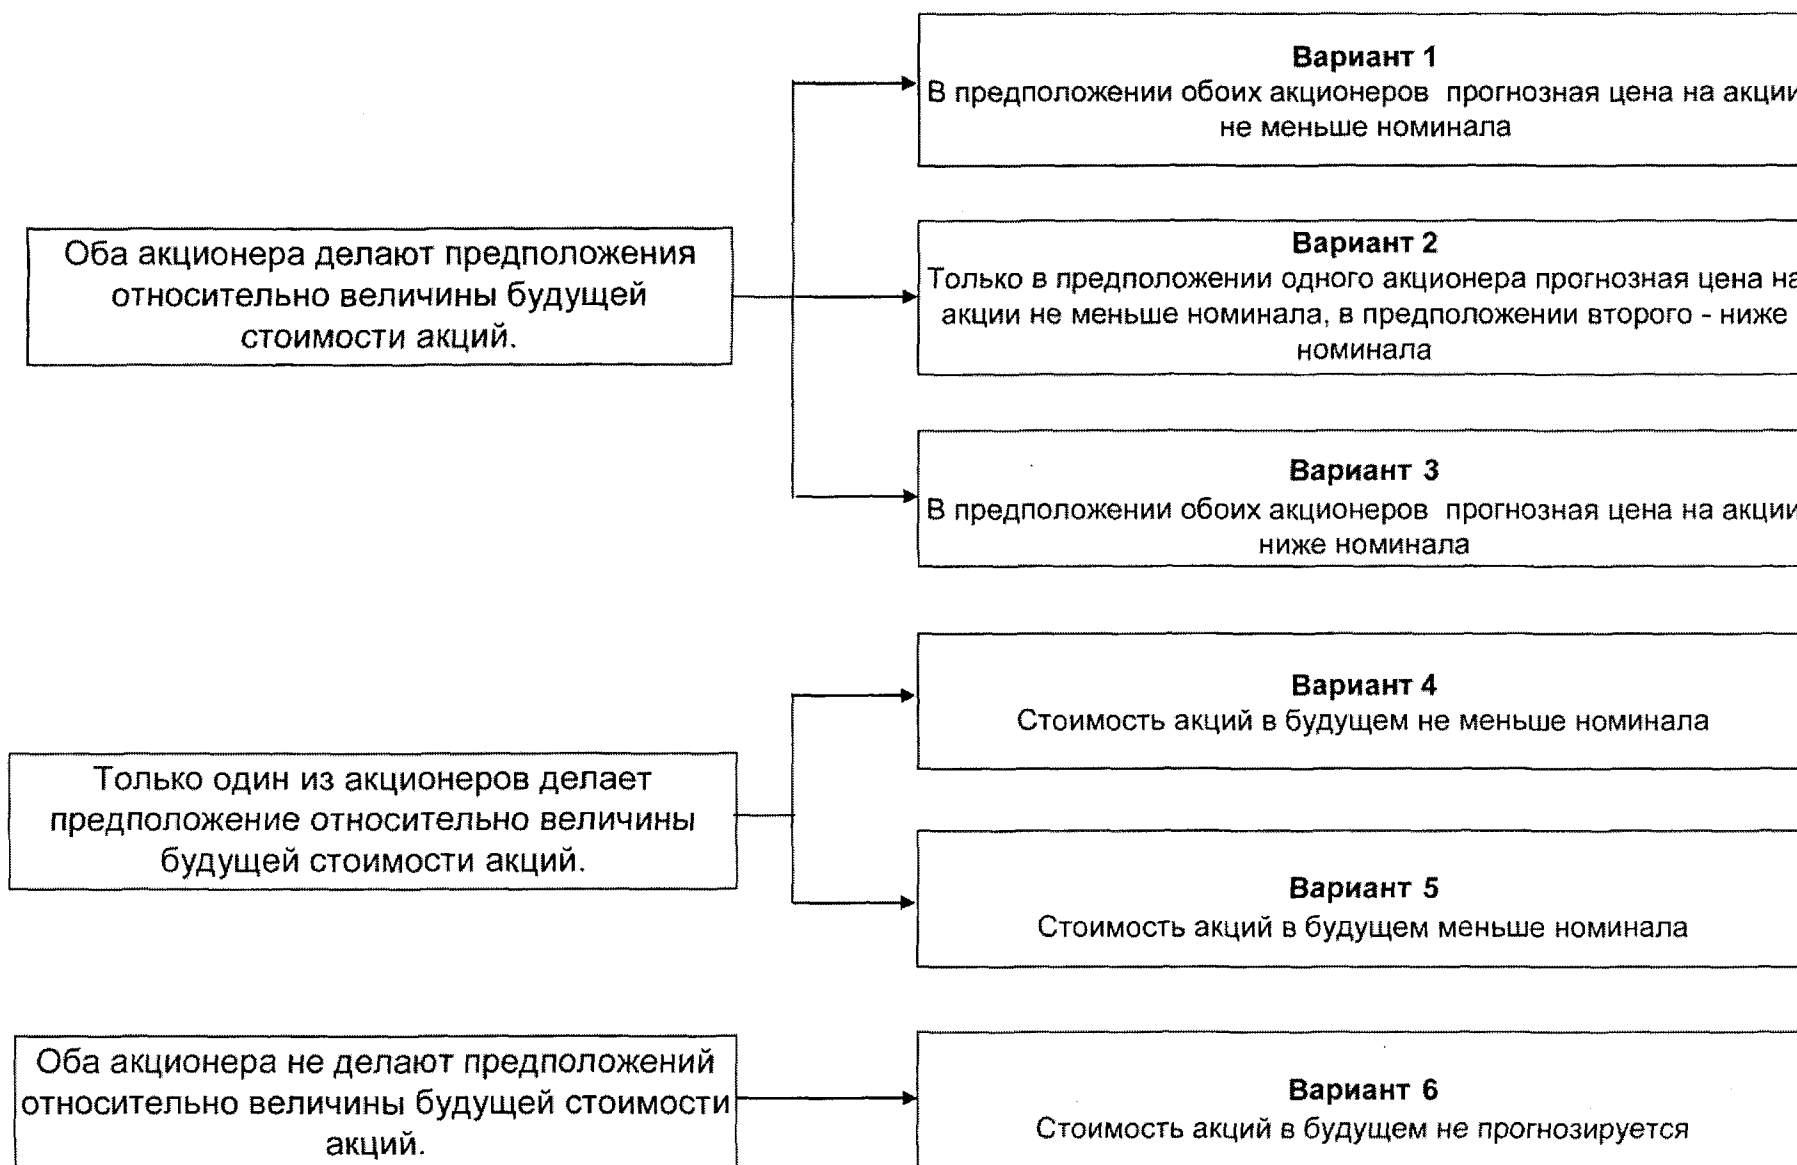 Вариант 1
В предположении обоих акционеров прогнозная цена на акции
не меньше номинала
Оба акционера делают предположения
относительно величины будущей
стоимости акций.
Вариант 2
Только в предположении одного акционера прогнозная цена на
акции не меньше номинала, в предположении второго - ниже
номинала
Вариант 3
В предположении обоих акционеров прогнозная цена на акции
ниже номинала
Только один из акционеров делает
предположение относительно величины
будущей стоимости акций.
Вариант 4
Стоимость акций в будущем не меньше номинала
Вариант 5
Стоимость акций в будущем меньше номинала
Оба акционера не делают предположений
относительно величины будущей стоимости
акций.
Вариант 6
Стоимость акций в будущем не прогнозируется